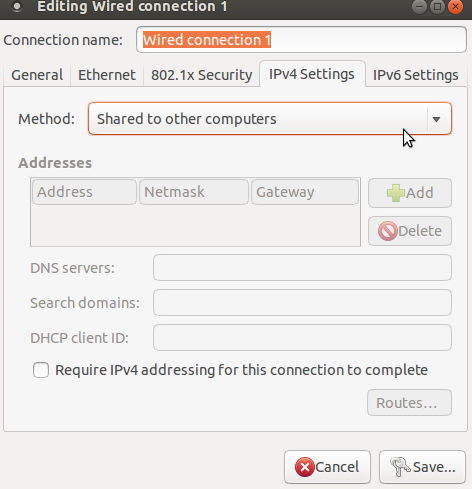 Editing Wired connection 1
Connection name: Wired connection 1
General Ethernet 802.1x Security IPv4 Settings IPv6 Settings
Method: Shared to other computers
Addresses
Address Netmask Gateway Add
Delete
DNS servers:
Search domains:
DHCP client ID:
Require IPv4 addressing for this connection to complete
Routes…
Cancel Save...